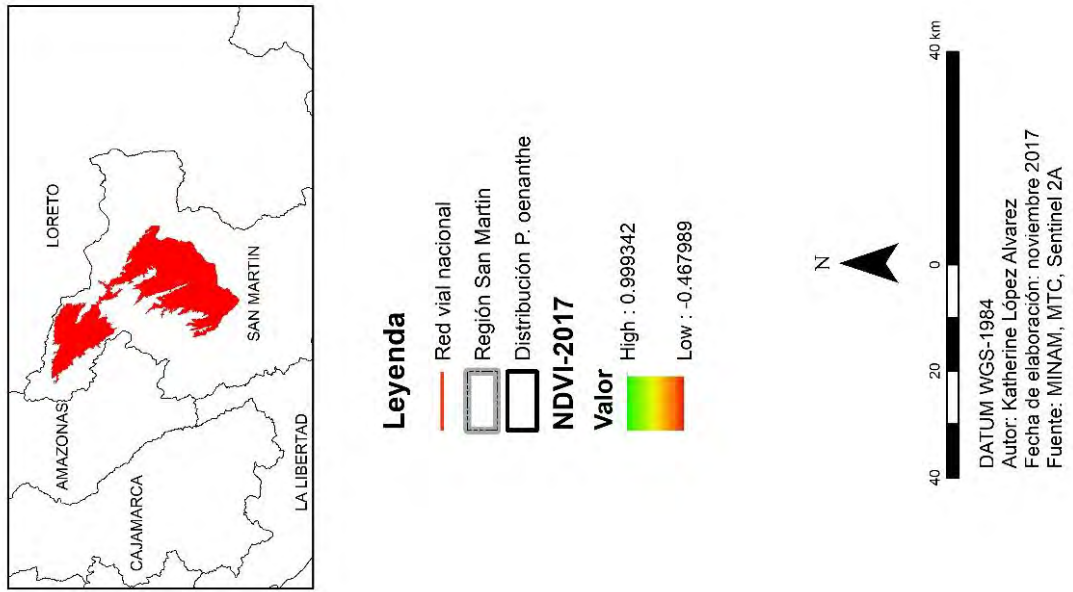 LORETO
AMAZONAS
SAN MARTIN
CAJAMARCA
LA LIBERTAD
Leyenda
Red vial nacional
Región San Martin
Distribución P. oenanthe
NDVI-2017
Valor
High : 0.999342
Low : -0.467989
N
40 20 0 40 km
DATUM WGS-1984
Autor: Katherine López Alvarez
Fecha de elaboración: noviembre 2017
Fuente: MINAM, MTC, Sentinel 2A